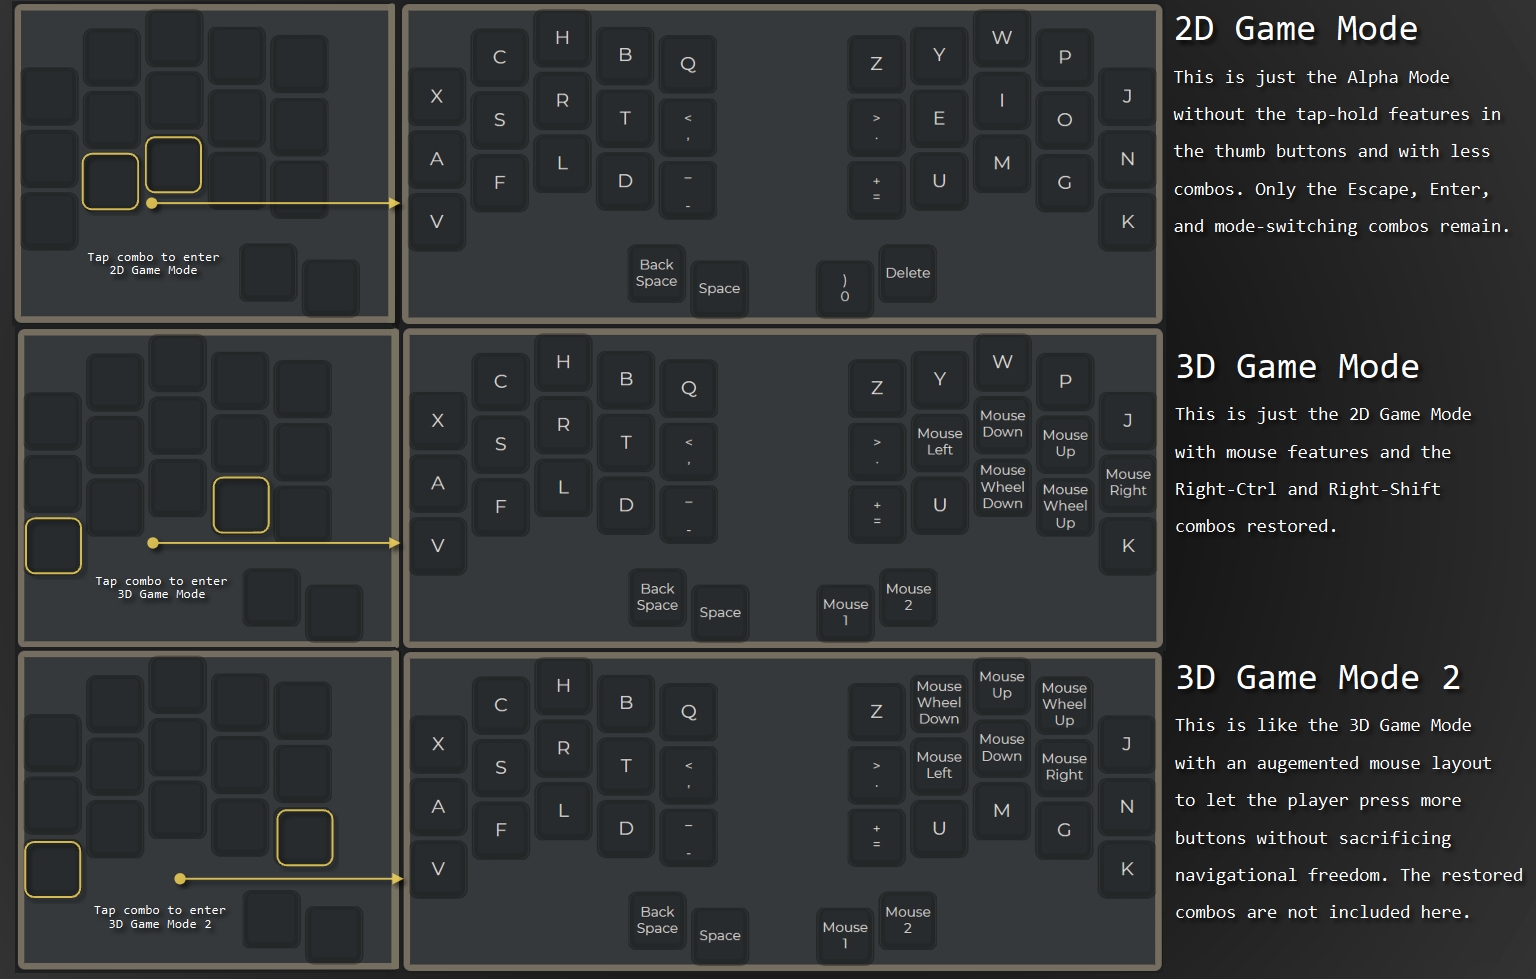 2D Game Mode
This is just the Alpha Mode
without the tap-hold features in
the thumb buttons and with less
combos. Only the Escape, Enter,
and mode-switching combos remain.
Tap combo to enter
2D Game Mode
X C H B Q Z Y W P J
A S R T < , > . E I O N
V F L D _ - + = U M G K
Back
Space
Space
)
0
Delete
3D Game Mode
This is just the 2D Game Mode
with mouse features and the
Right-Ctrl and Right-Shift
combos restored.
Tap combo to enter
3D Game Mode
X C H B Q Z Y W P J
A S R T < , > .
Mouse
Left
Mouse
Down
Mouse
Up
Mouse
Right
V F L D _ - + = U
Mouse
Wheel
Down
Mouse
Wheel
Up
K
Back
Space
Space
Mouse
1
Mouse
2
3D Game Mode 2
This is like the 3D Game Mode
with an augemented mouse layout
to let the player press more
buttons without sacrificing
navigational freedom. The restored
combos are not included here.
Tap combo to enter
3D Game Mode 2
X C H B Q Z
Mouse
Wheel
Down
Mouse
Up
Mouse
Wheel
Up
J
A S R T < , > .
Mouse
Left
Mouse
Down
Mouse
Right
N
V F L D _ - + = U M G K
Back
Space
Space
Mouse
1
Mouse
2